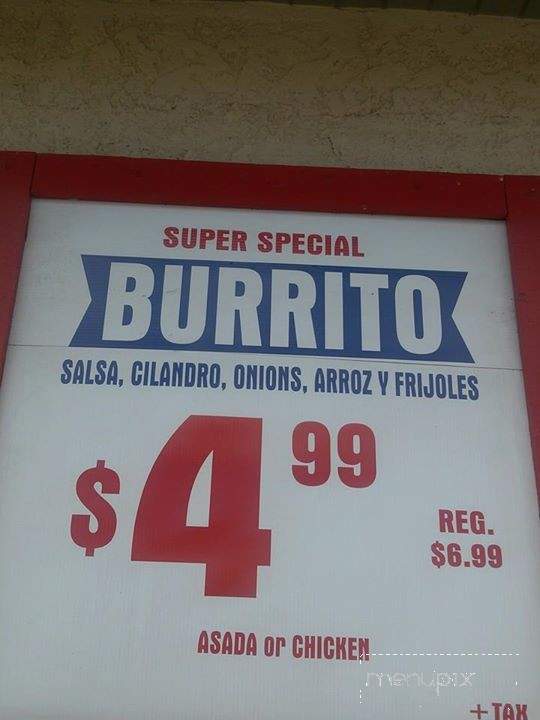 SUPER SPECIAL
BURRITO
SALSA, CILANDRO, ONIONS, ARROZ Y FRIJOLES
$4 99
REG.
$6.99
ASADA or CHICKEN
menupix
+ TAX